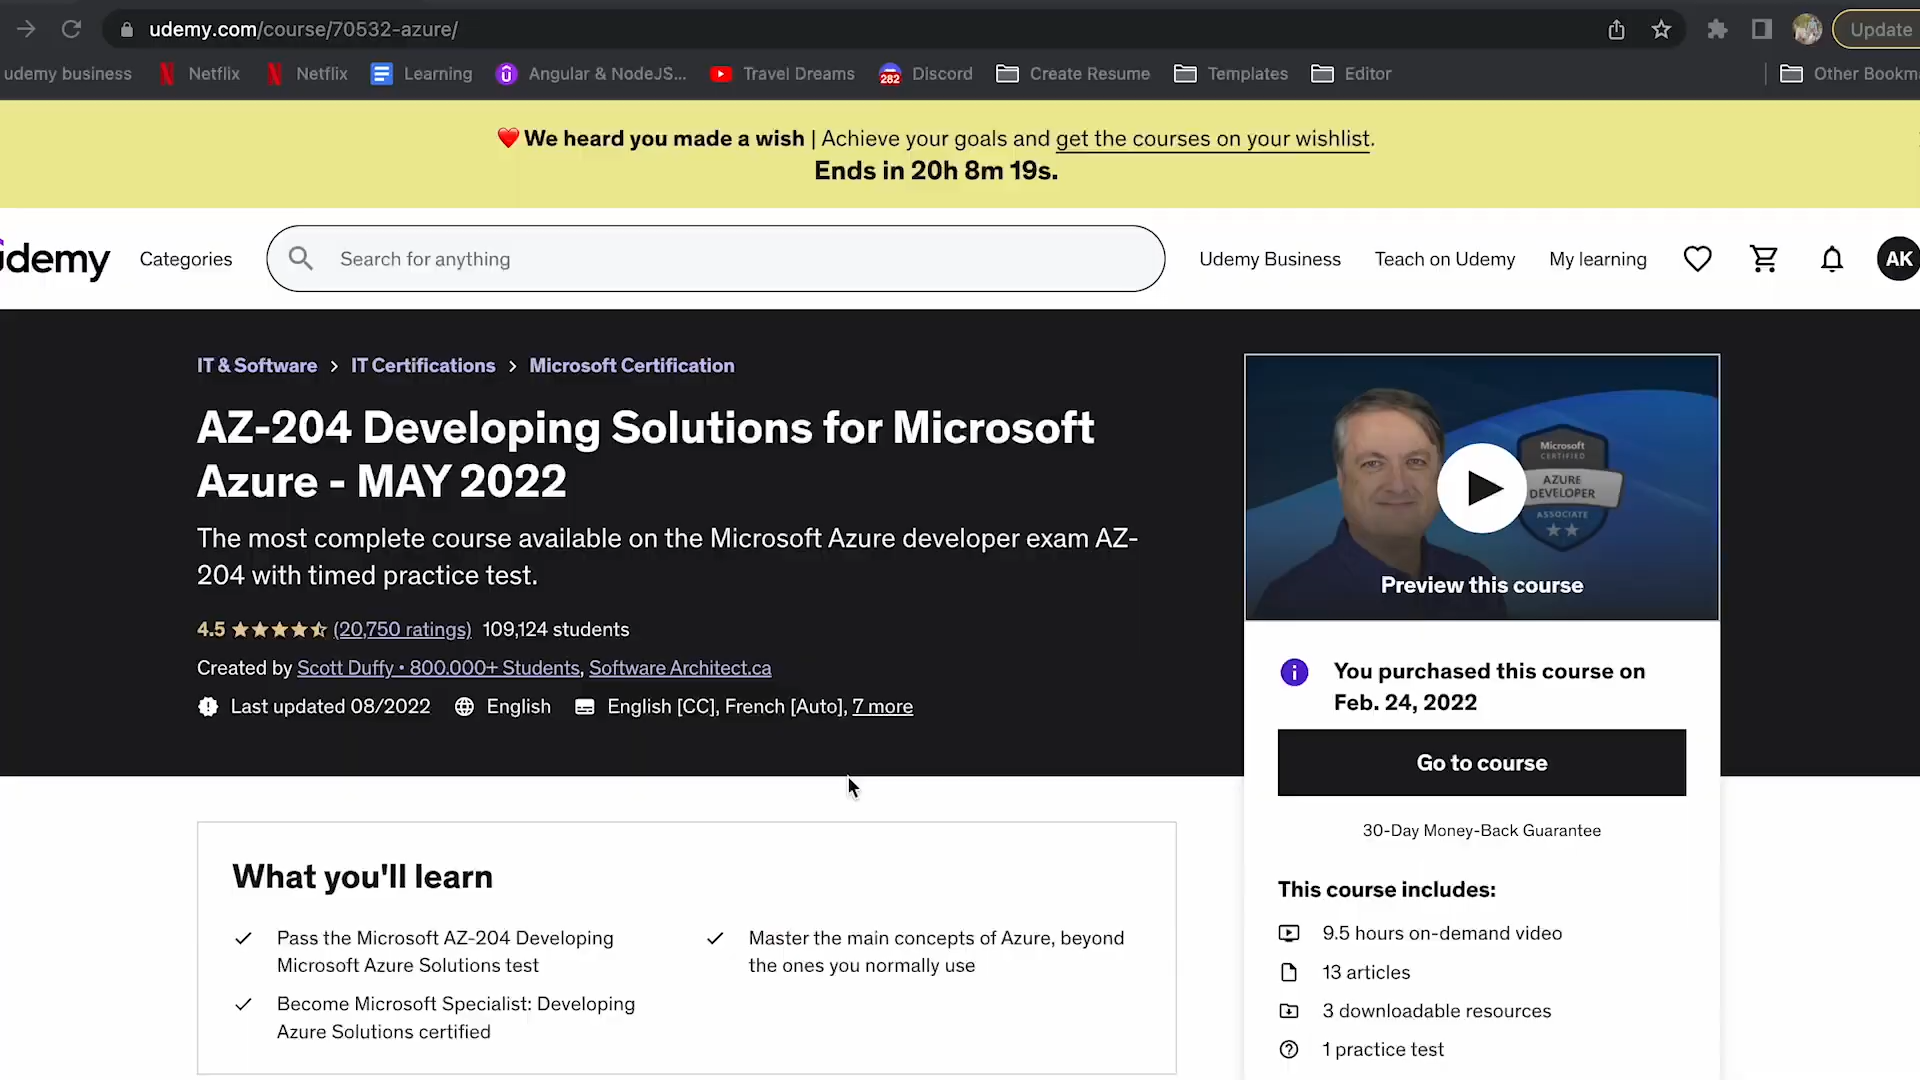 udemy.com/course/70532-azure/
Update
udemy business
Netflix
Netflix
Learning
Angular & NodeJS...
Travel Dreams
282
Discord
Create Resume
Templates
Editor
Other Bookm
❤️ We heard you made a wish | Achieve your goals and get the courses on your wishlist.
Ends in 20h 8m 19s.
udemy
Categories
Search for anything
Udemy Business
Teach on Udemy
My learning
AK
IT & Software > IT Certifications > Microsoft Certification
AZ-204 Developing Solutions for Microsoft
Azure - MAY 2022
The most complete course available on the Microsoft Azure developer exam AZ-
204 with timed practice test.
4.5 (20,750 ratings) 109,124 students
Created by Scott Duffy • 800.000+ Students, Software Architect.ca
Last updated 08/2022 English English [CC], French [Auto], 7 more
Microsoft
CERTIFIED
AZURE
DEVELOPER
ASSOCIATE
Preview this course
You purchased this course on
Feb. 24, 2022
Go to course
30-Day Money-Back Guarantee
This course includes:
9.5 hours on-demand video
13 articles
3 downloadable resources
1 practice test
What you'll learn
Pass the Microsoft AZ-204 Developing
Microsoft Azure Solutions test
Become Microsoft Specialist: Developing
Azure Solutions certified
Master the main concepts of Azure, beyond
the ones you normally use